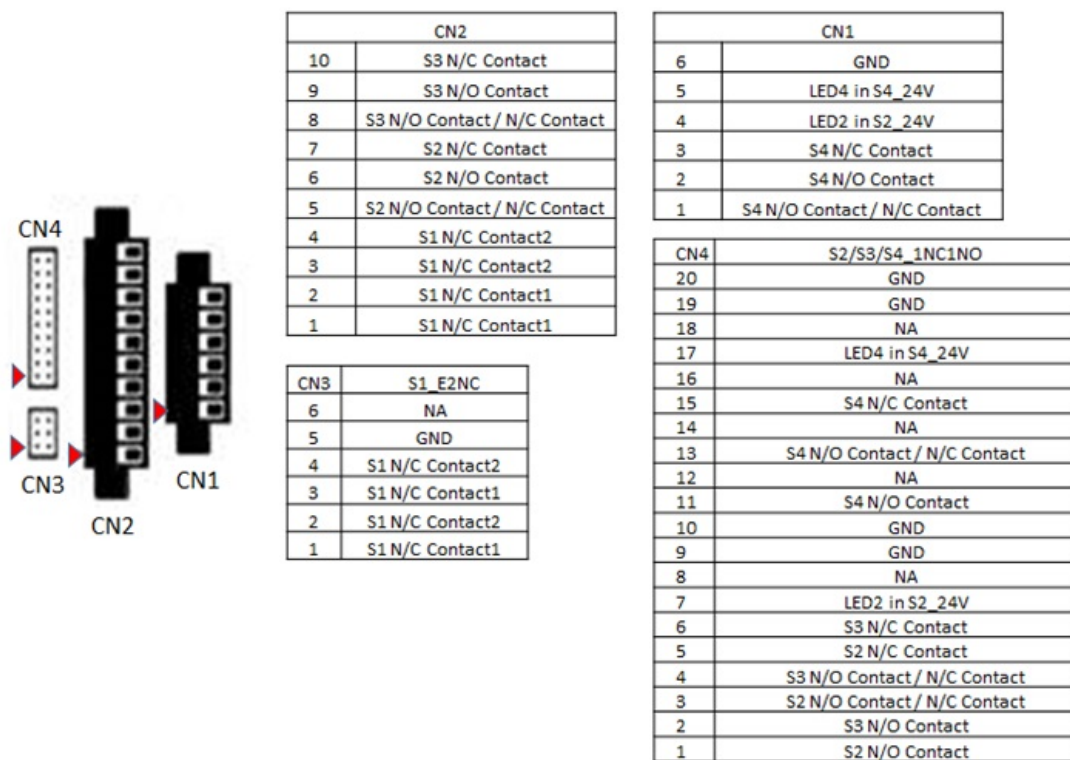 CN4
CN3
CN2
CN1
CN2
10 S3 N/C Contact
9 S3 N/O Contact
8 S3 N/O Contact / N/C Contact
7 S2 N/C Contact
6 S2 N/O Contact
5 S2 N/O Contact / N/C Contact
4 S1 N/C Contact2
3 S1 N/C Contact2
2 S1 N/C Contact1
1 S1 N/C Contact1
CN3 S1_E2NC
6 NA
5 GND
4 S1 N/C Contact2
3 S1 N/C Contact1
2 S1 N/C Contact2
1 S1 N/C Contact1
CN1
6 GND
5 LED4 in S4_24V
4 LED2 in S2_24V
3 S4 N/C Contact
2 S4 N/O Contact
1 S4 N/O Contact / N/C Contact
CN4 S2/S3/S4_1NC1NO
20 GND
19 GND
18 NA
17 LED4 in S4_24V
16 NA
15 S4 N/C Contact
14 NA
13 S4 N/O Contact / N/C Contact
12 NA
11 S4 N/O Contact
10 GND
9 GND
8 NA
7 LED2 in S2_24V
6 S3 N/C Contact
5 S2 N/C Contact
4 S3 N/O Contact / N/C Contact
3 S2 N/O Contact / N/C Contact
2 S3 N/O Contact
1 S2 N/O Contact